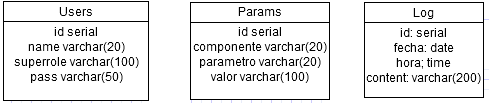 Users
id serial
name varchar(20)
superrole varchar(100)
pass varchar(50)
Params
id serial
componente varchar(20)
parametro varchar(20)
valor varchar(100)
Log
id: serial
fecha: date
hora; time
content: varchar(200)